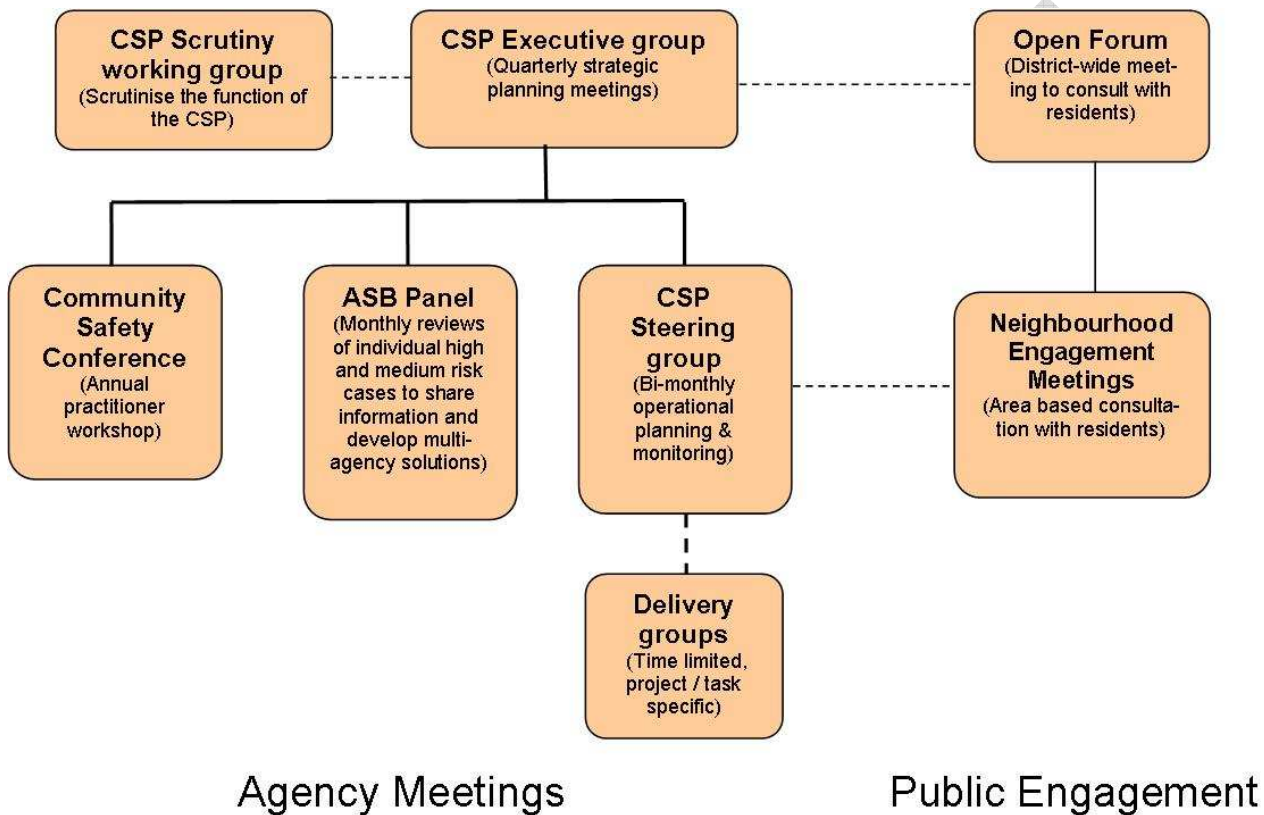 CSP Scrutiny
working group
(Scrutinise the function of
the CSP)
CSP Executive group
(Quarterly strategic
planning meetings)
Open Forum
(District-wide meet-
ing to consult with
residents)
Community
Safety
Conference
(Annual
practitioner
workshop)
ASB Panel
(Monthly reviews
of individual high
and medium risk
cases to share
information and
develop multi-
agency solutions)
CSP
Steering
group
(Bi-monthly
operational
planning &
monitoring)
Neighbourhood
Engagement
Meetings
(Area based consulta-
tion with residents)
Delivery
groups
(Time limited,
project / task
specific)
Agency Meetings
Public Engagement